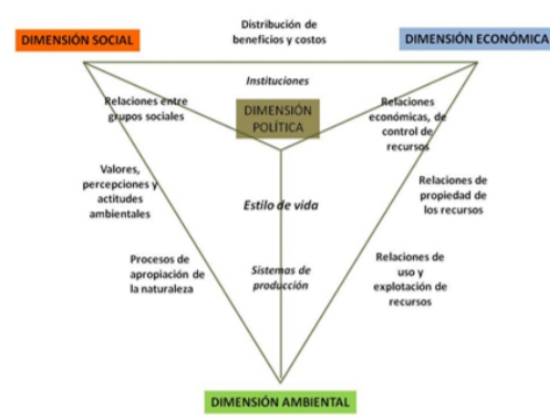 Distribución de
beneficios y costos
DIMENSIÓN SOCIAL
DIMENSIÓN ECONÓMICA
Instituciones
DIMENSIÓN
POLÍTICA
Relaciones entre
grupos sociales
Relaciones
económicas, de
control de
recursos
Valores,
percepciones y
actitudes
ambientales
Estilo de vida
Relaciones de
propiedad de
los recursos
Procesos de
apropiación de
la naturaleza
Sistemas de
producción
Relaciones de
uso y
explotación de
recursos
DIMENSIÓN AMBIENTAL